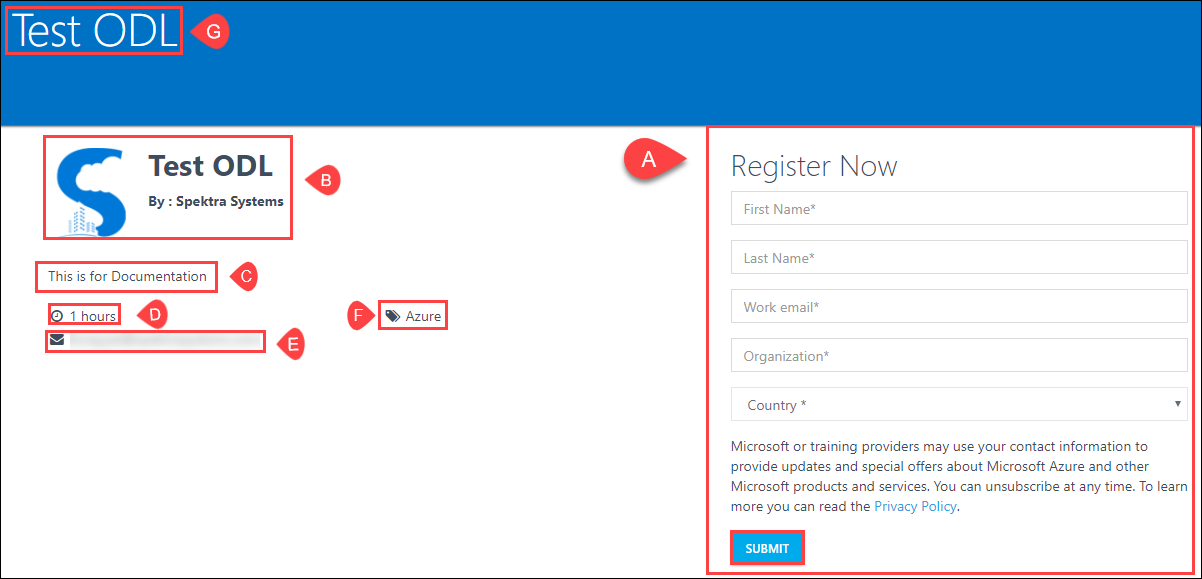 Test ODL
G
Test ODL
By : Spektra Systems
B
This is for Documentation
C
1 hours
D
F
Azure
E
A
Register Now
First Name*
Last Name*
Work email*
Organization*
Country *
Microsoft or training providers may use your contact information to
provide updates and special offers about Microsoft Azure and other
Microsoft products and services. You can unsubscribe at any time. To learn
more you can read the Privacy Policy.
SUBMIT